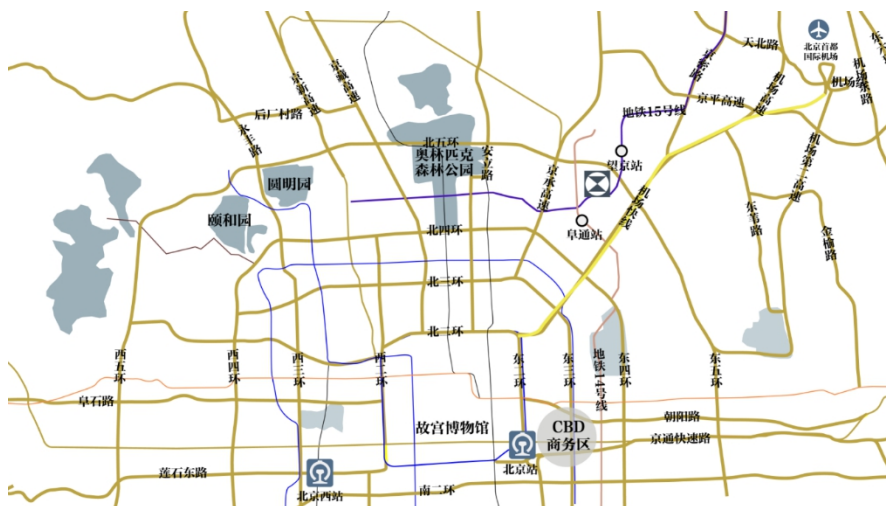 天北路
京密路
北京首都
国际机场
机场高速
京平高速
机场东路
京新高速
京藏高速
后厂村路
永丰路
地铁15号线
北五环
奥林匹克
森林公园
安立路
京承高速
望京站
机场第二高速
圆明园
颐和园
机场快线
东苇路
金榆路
阜通站
北四环
北三环
北二环
西五环
西四环
西三环
西二环
东二环
东三环
地铁14号线
东四环
东五环
阜石路
朝阳路
故宫博物馆
CBD
商务区
京通快速路
北京站
莲石东路
北京西站
南二环